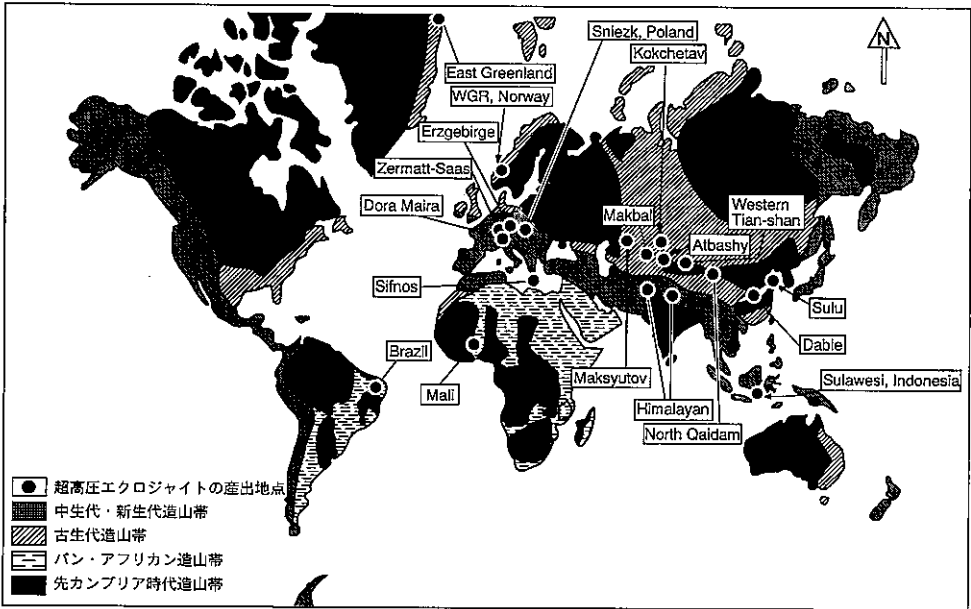 Sniezk, Poland
Kokchetav
N
East Greenland
WGR, Norway
Erzgebirge
Zermatt-Saas
Dora Maira
Makbal
Western
Tian-shan
Atbashy
Sifnos
Sulu
Dable
Brazil
Mali
Maksyutov
Sulawesi, Indonesia
Himalayan
North Qaidam
超高圧エクロジャイトの産出地点
中生代・新生代造山帯
古生代造山帯
パン・アフリカン造山帯
先カンブリア時代造山帯